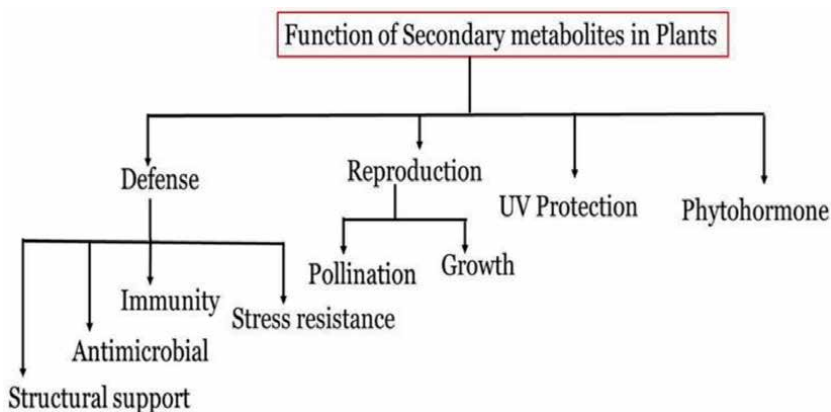 Function of Secondary metabolites in Plants
Defense
Reproduction
UV Protection
Phytohormone
Pollination
Growth
Immunity
Stress resistance
Antimicrobial
Structural support